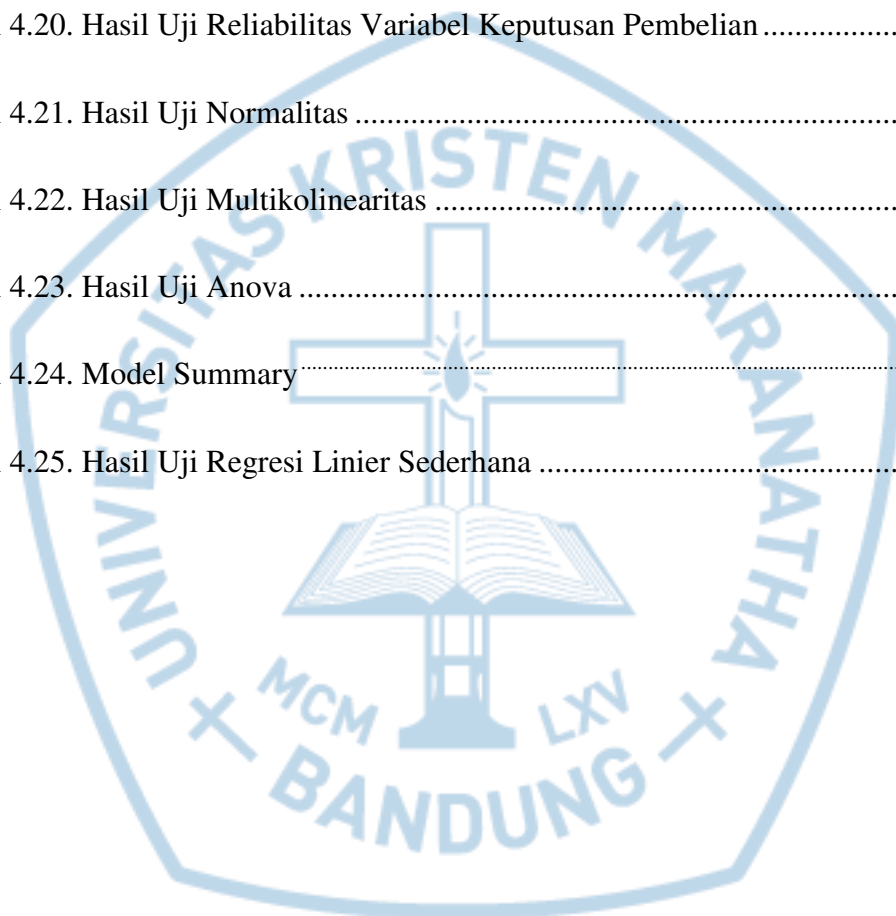 4.20. Hasil Uji Reliabilitas Variabel Keputusan Pembelian ..................
4.21. Hasil Uji Normalitas ..................
4.22. Hasil Uji Multikolinearitas ..................
4.23. Hasil Uji Anova ..................
4.24. Model Summary ..................
4.25. Hasil Uji Regresi Linier Sederhana ..................
UNIVERSITAS KRISTEN MARANATHA
MCM LXV
BANDUNG